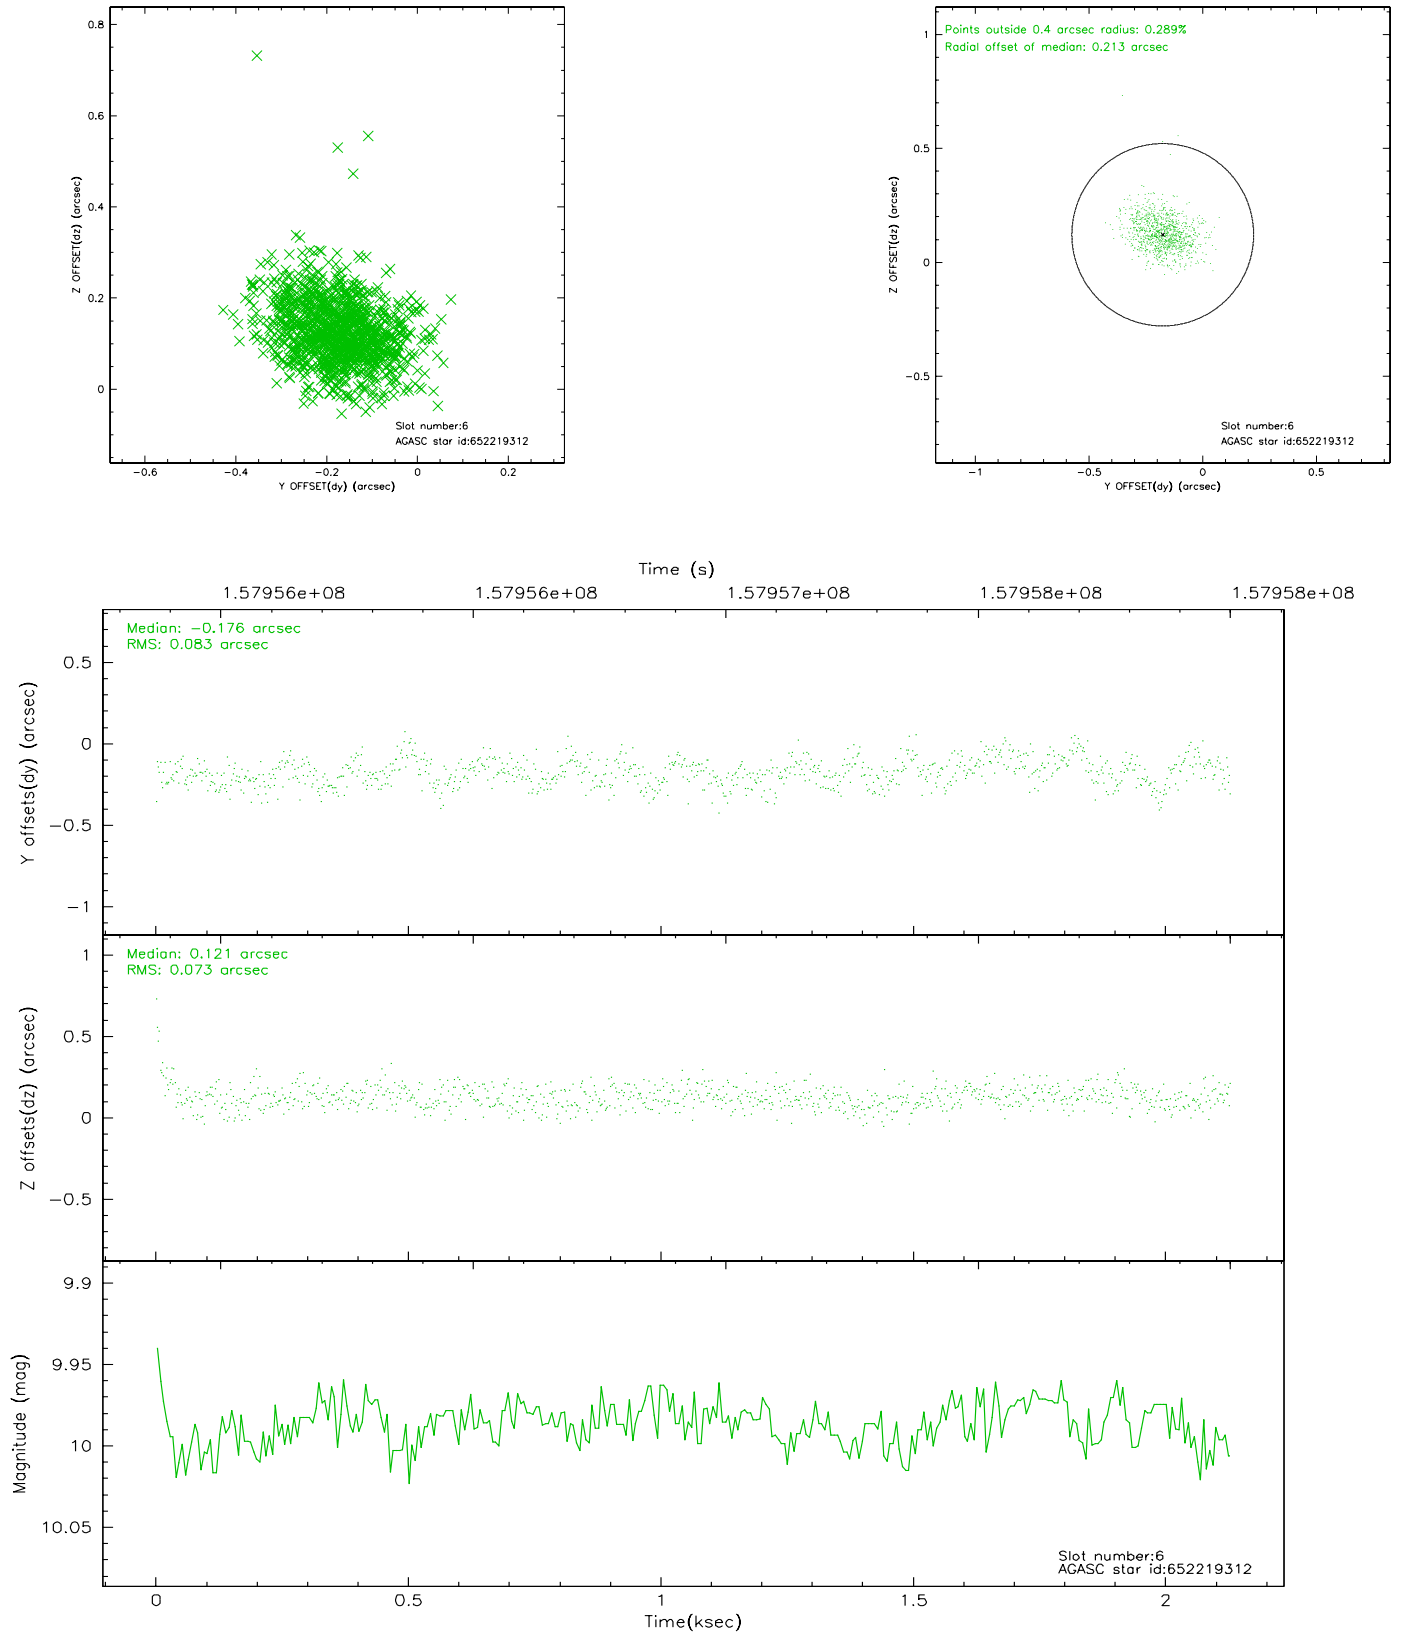 0.8
0.6
0.4
0.2
0
Z OFFSET(dz) (arcsec)
−0.6
−0.4
−0.2
0
0.2
Y OFFSET(dy) (arcsec)
Slot number:6
AGASC star id:652219312
Points outside 0.4 arcsec radius: 0.289%
Radial offset of median: 0.213 arcsec
1
0.5
0
−0.5
Z OFFSET(dz) (arcsec)
−1
−0.5
0
0.5
Y OFFSET(dy) (arcsec)
Slot number:6
AGASC star id:652219312
Time (s)
1.57956e+08
1.57956e+08
1.57957e+08
1.57958e+08
1.57958e+08
Median: −0.176 arcsec
RMS: 0.083 arcsec
0.5
0
−0.5
−1
Y offsets(dy) (arcsec)
Median: 0.121 arcsec
RMS: 0.073 arcsec
1
0.5
0
−0.5
Z offsets(dz) (arcsec)
9.9
9.95
10
10.05
Magnitude (mag)
Slot number:6
AGASC star id:652219312
0
0.5
1
1.5
2
Time(ksec)